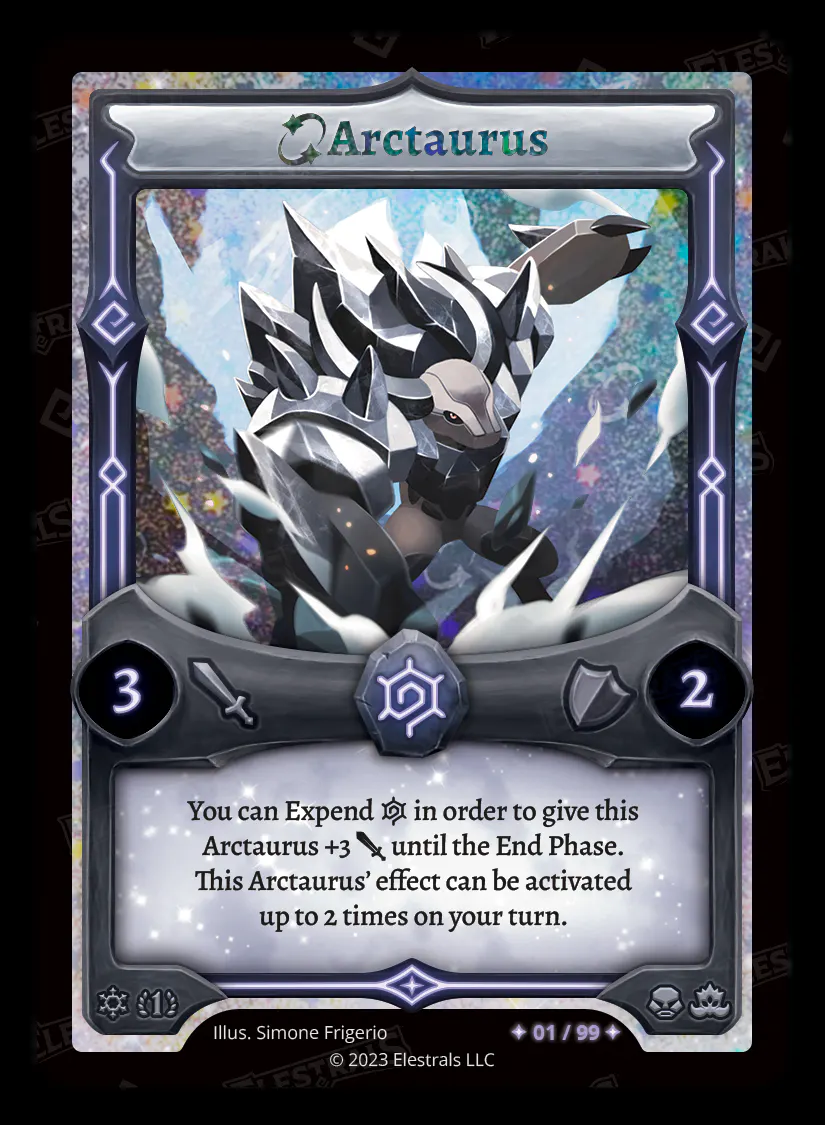 Arctaurus
3
2
You can Expend in order to give this
Arctaurus +3 until the End Phase.
This Arctaurus’ effect can be activated
up to 2 times on your turn.
1
Illus. Simone Frigerio
01 / 99
© 2023 Elestrals LLC
ELESTRALS